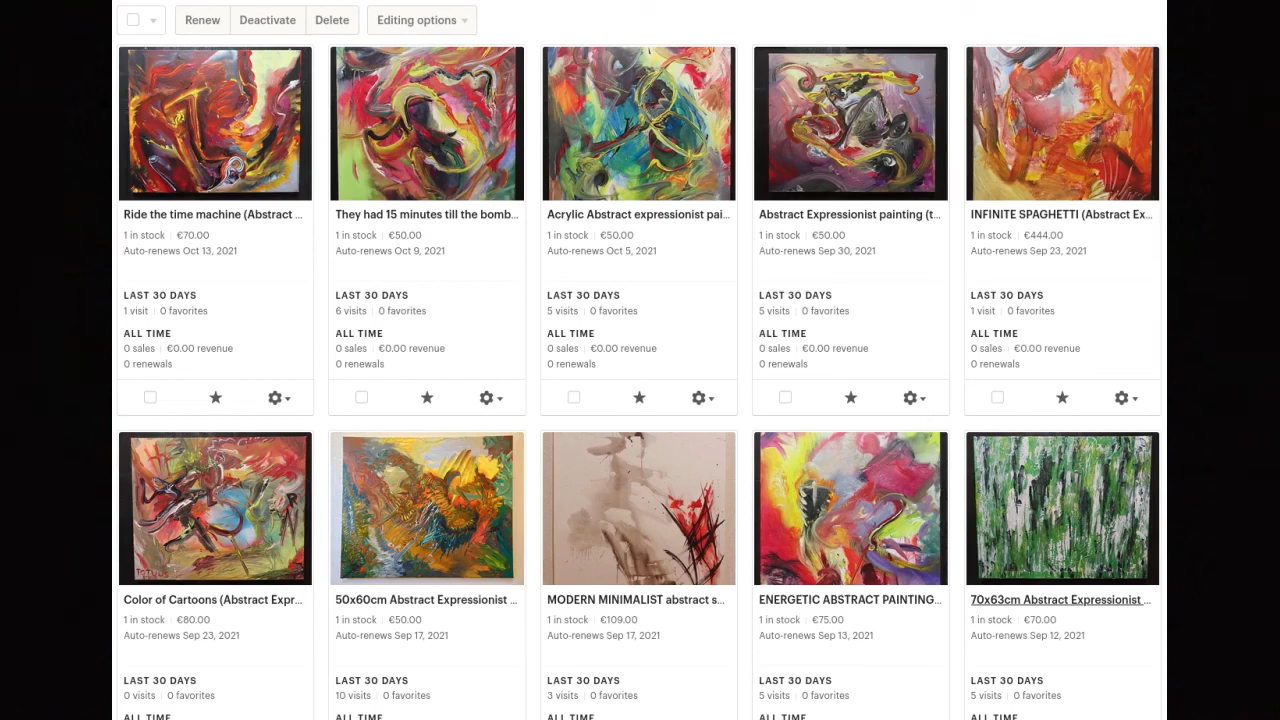 Renew Deactivate Delete Editing options
Ride the time machine (Abstract ...
1 in stock €70.00
Auto-renews Oct 13, 2021
LAST 30 DAYS
1 visit 0 favorites
ALL TIME
0 sales €0.00 revenue
0 renewals
They had 15 minutes till the bomb...
1 in stock €50.00
Auto-renews Oct 9, 2021
LAST 30 DAYS
6 visits 0 favorites
ALL TIME
0 sales €0.00 revenue
0 renewals
Acrylic Abstract expressionist pai...
1 in stock €50.00
Auto-renews Oct 5, 2021
LAST 30 DAYS
5 visits 0 favorites
ALL TIME
0 sales €0.00 revenue
0 renewals
Abstract Expressionist painting (t...
1 in stock €50.00
Auto-renews Sep 30, 2021
LAST 30 DAYS
5 visits 0 favorites
ALL TIME
0 sales €0.00 revenue
0 renewals
INFINITE SPAGHETTI (Abstract Ex...
1 in stock €444.00
Auto-renews Sep 23, 2021
LAST 30 DAYS
1 visit 0 favorites
ALL TIME
0 sales €0.00 revenue
0 renewals
Color of Cartoons (Abstract Expr...
1 in stock €80.00
Auto-renews Sep 23, 2021
LAST 30 DAYS
0 visits 0 favorites
ALL TIME
50x60cm Abstract Expressionist ...
1 in stock €50.00
Auto-renews Sep 17, 2021
LAST 30 DAYS
10 visits 0 favorites
ALL TIME
MODERN MINIMALIST abstract s...
1 in stock €109.00
Auto-renews Sep 17, 2021
LAST 30 DAYS
3 visits 0 favorites
ALL TIME
ENERGETIC ABSTRACT PAINTING...
1 in stock €75.00
Auto-renews Sep 13, 2021
LAST 30 DAYS
5 visits 0 favorites
ALL TIME
70x63cm Abstract Expressionist ...
1 in stock €70.00
Auto-renews Sep 12, 2021
LAST 30 DAYS
5 visits 0 favorites
ALL TIME